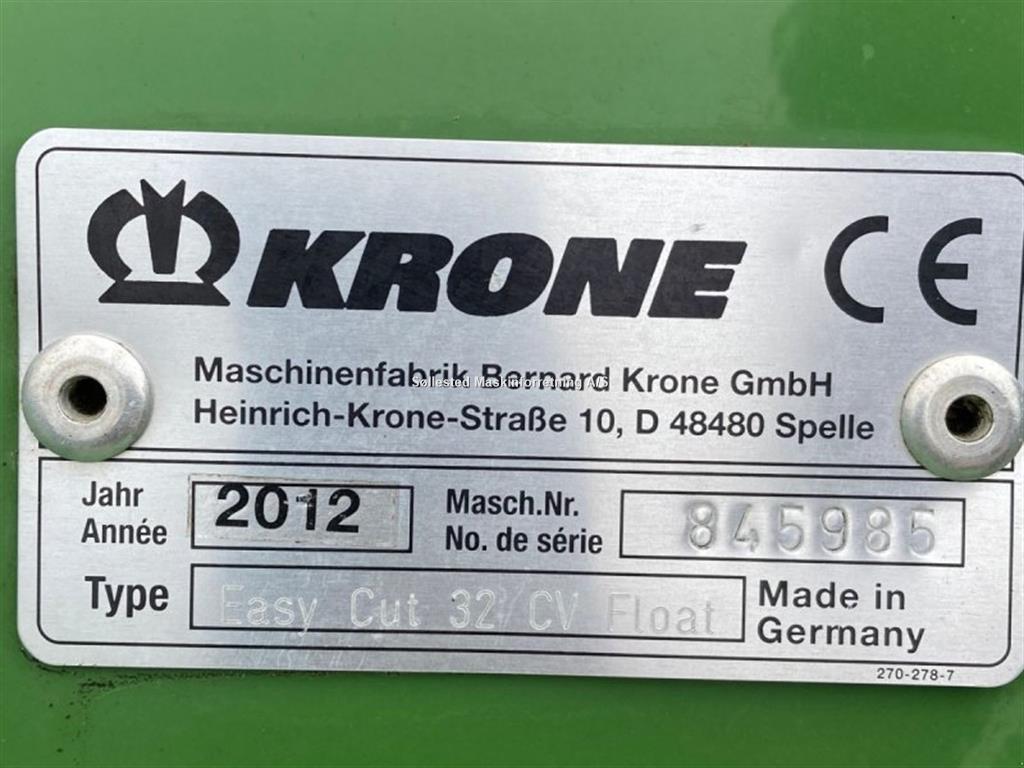 KRONE CE
Maschinenfabrik Bernard Krone GmbH
Søllested Maskinforretning A/S
Heinrich-Krone-Straße 10, D 48480 Spelle
Jahr
Année
2012
Masch.Nr.
No. de série
845985
Type
Easy Cut 32 CV Float
Made in
Germany
270-278-7